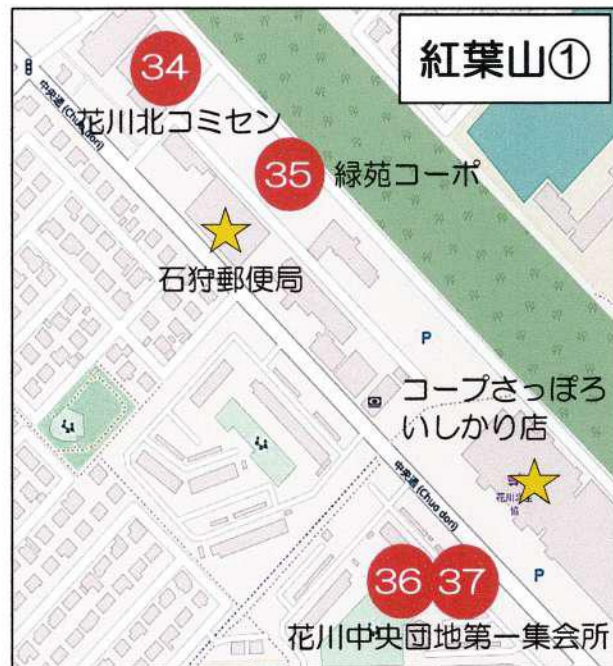 紅葉山①
34
中央通 (Chuo dori)
花川北コミセン
35
緑苑コーポ
石狩郵便局
P
コープさっぽろ
いしかり店
中央通 (Chuo dori)
P
36 37
花川中央団地第一集会所